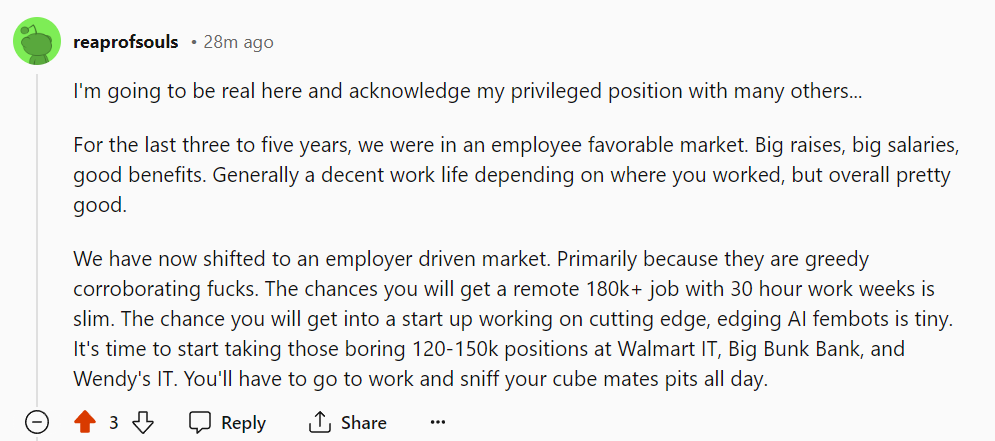 reaprofsouls • 28m ago
I'm going to be real here and acknowledge my privileged position with many others...
For the last three to five years, we were in an employee favorable market. Big raises, big salaries,
good benefits. Generally a decent work life depending on where you worked, but overall pretty
good.
We have now shifted to an employer driven market. Primarily because they are greedy
corroborating fucks. The chances you will get a remote 180k+ job with 30 hour work weeks is
slim. The chance you will get into a start up working on cutting edge, edging AI fembots is tiny.
It's time to start taking those boring 120-150k positions at Walmart IT, Big Bunk Bank, and
Wendy's IT. You'll have to go to work and sniff your cube mates pits all day.
3 Reply Share ...